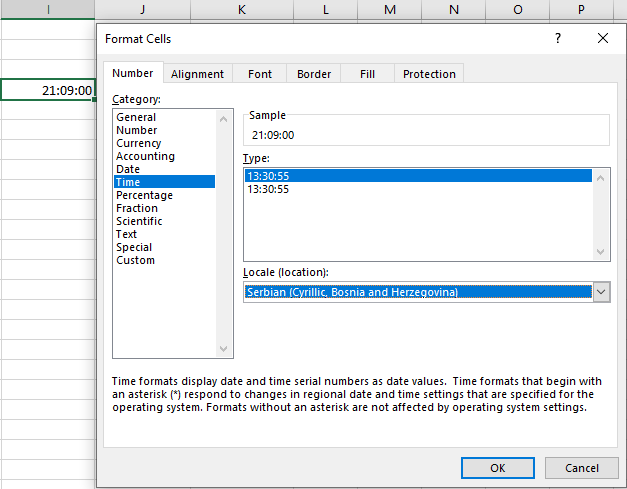 I J K L M N O P
21:09:00
Format Cells
?
Number Alignment Font Border Fill Protection
Category:
General
Number
Currency
Accounting
Date
Time
Percentage
Fraction
Scientific
Text
Special
Custom
Sample
21:09:00
Type:
13:30:55
13:30:55
Locale (location):
Serbian (Cyrillic, Bosnia and Herzegovina)
Time formats display date and time serial numbers as date values. Time formats that begin with
an asterisk (*) respond to changes in regional date and time settings that are specified for the
operating system. Formats without an asterisk are not affected by operating system settings.
OK Cancel